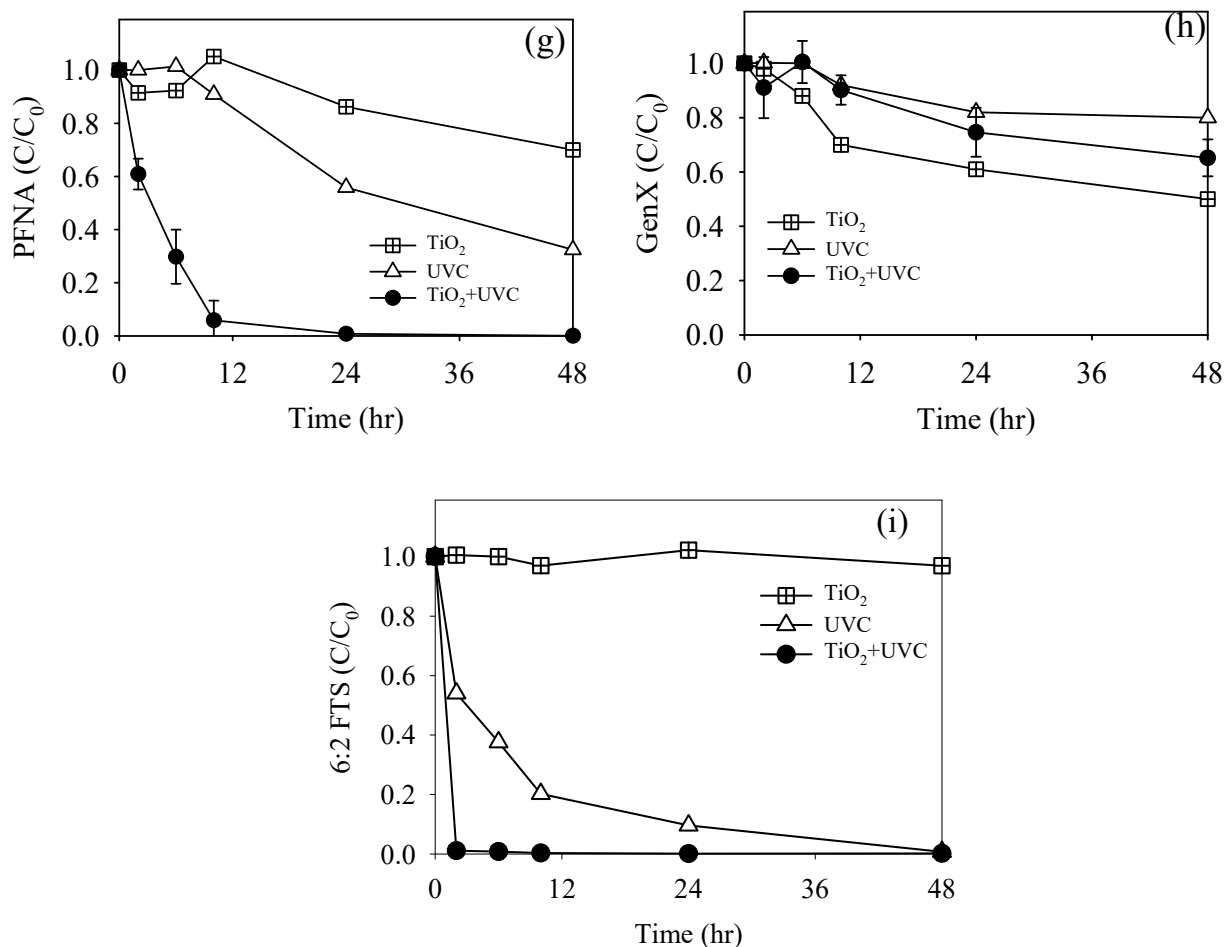 (g)
PFNA (C/C₀)
1.0
0.8
0.6
0.4
0.2
0.0
TiO₂
UVC
TiO₂+UVC
0 12 24 36 48
Time (hr)
(h)
GenX (C/C₀)
1.0
0.8
0.6
0.4
0.2
0.0
TiO₂
UVC
TiO₂+UVC
0 12 24 36 48
Time (hr)
(i)
6:2 FTS (C/C₀)
1.0
0.8
0.6
0.4
0.2
0.0
TiO₂
UVC
TiO₂+UVC
0 12 24 36 48
Time (hr)